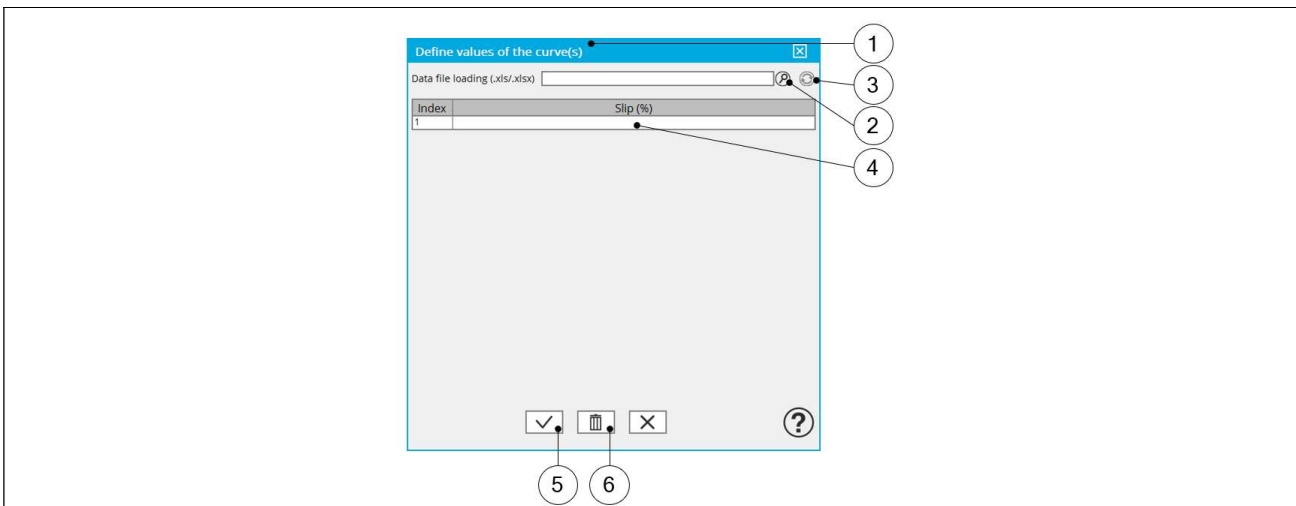 Define values of the curve(s)
1
Data file loading (.xls/.xlsx)
3
Index Slip (%)
2
1
4
?
5 6